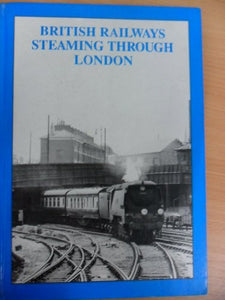 BRITISH RAILWAYS
STEAMING THROUGH
LONDON